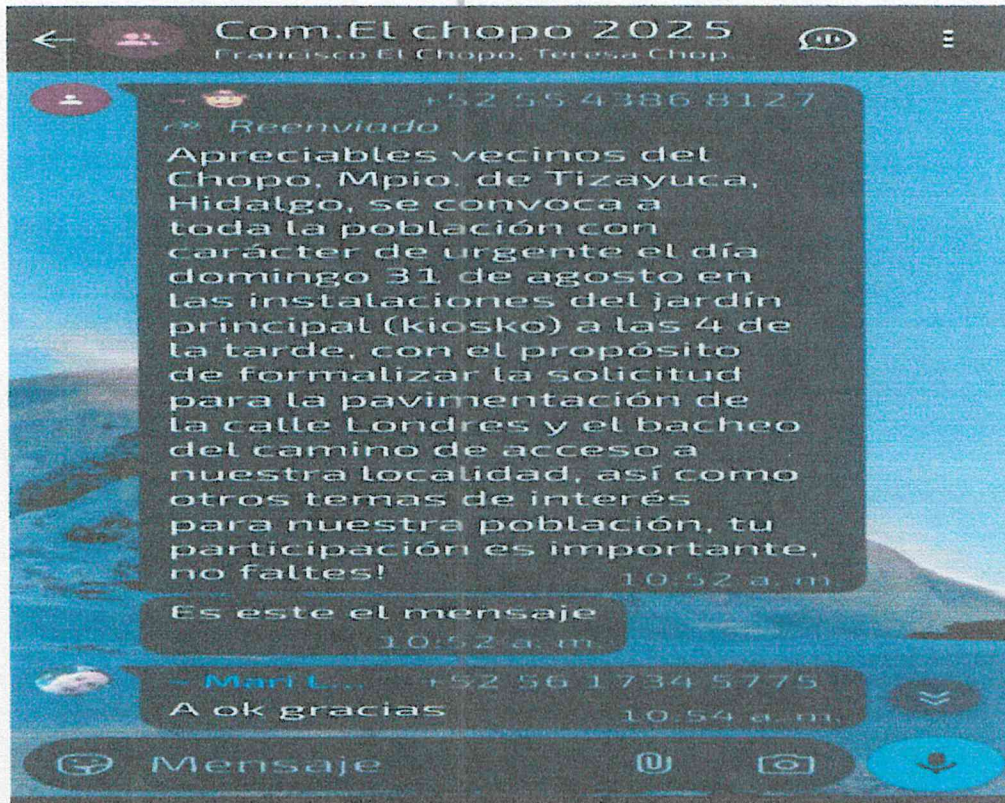 Com.El chopo 2025
Francisco El Chopo, Teresa Chop...
~ 🤠 +52 55 4386 8127
Reenviado
Apreciables vecinos del
Chopo, Mpio. de Tizayuca,
Hidalgo, se convoca a
toda la población con
carácter de urgente el día
domingo 31 de agosto en
las instalaciones del jardín
principal (kiosko) a las 4 de
la tarde, con el propósito
de formalizar la solicitud
para la pavimentación de
la calle Londres y el bacheo
del camino de acceso a
nuestra localidad, así como
otros temas de interés
para nuestra población, tu
participación es importante,
no faltes!
10:52 a. m.
Es este el mensaje
10:52 a. m.
~ Mari L... +52 56 1734 5775
A ok gracias
10:54 a. m.
Mensaje